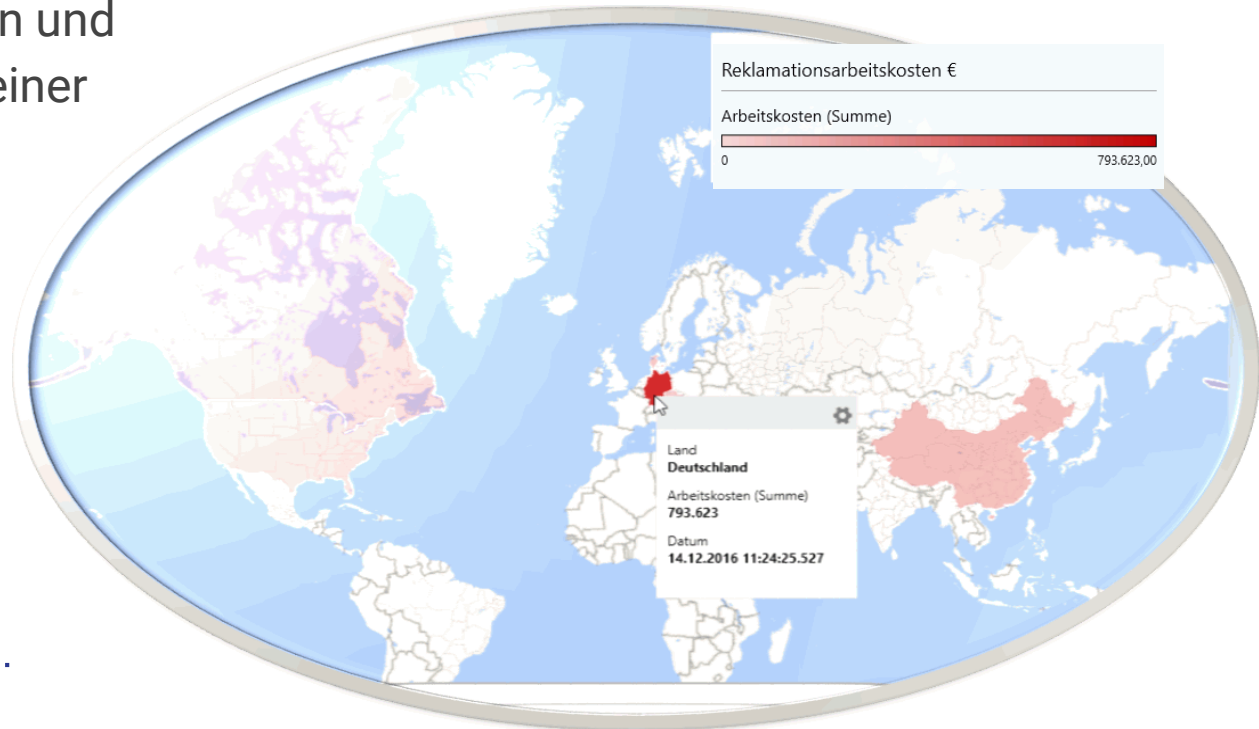 n und
einer
Reklamationsarbeitskosten €
Arbeitskosten (Summe)
0 793.623,00
Land
Deutschland
Arbeitskosten (Summe)
793.623
Datum
14.12.2016 11:24:25.527
.